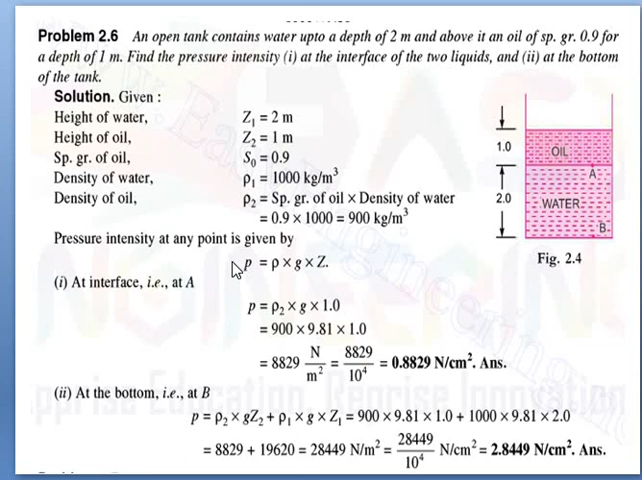 Problem 2.6 An open tank contains water upto a depth of 2 m and above it an oil of sp. gr. 0.9 for
a depth of 1 m. Find the pressure intensity (i) at the interface of the two liquids, and (ii) at the bottom
of the tank.
Solution. Given :
Height of water, Z₁ = 2 m
Height of oil, Z₂ = 1 m
Sp. gr. of oil, S₀ = 0.9
Density of water, ρ₁ = 1000 kg/m³
Density of oil, ρ₂ = Sp. gr. of oil × Density of water
= 0.9 × 1000 = 900 kg/m³
1.0
OIL
A
2.0
WATER
B
Fig. 2.4
Pressure intensity at any point is given by
p = ρ × g × Z.
(i) At interface, i.e., at A
p = ρ₂ × g × 1.0
= 900 × 9.81 × 1.0
= 8829 N/m² = 8829/10⁴ = 0.8829 N/cm². Ans.
(ii) At the bottom, i.e., at B
p = ρ₂ × gZ₂ + ρ₁ × g × Z₁ = 900 × 9.81 × 1.0 + 1000 × 9.81 × 2.0
= 8829 + 19620 = 28449 N/m² = 28449/10⁴ N/cm² = 2.8449 N/cm². Ans.